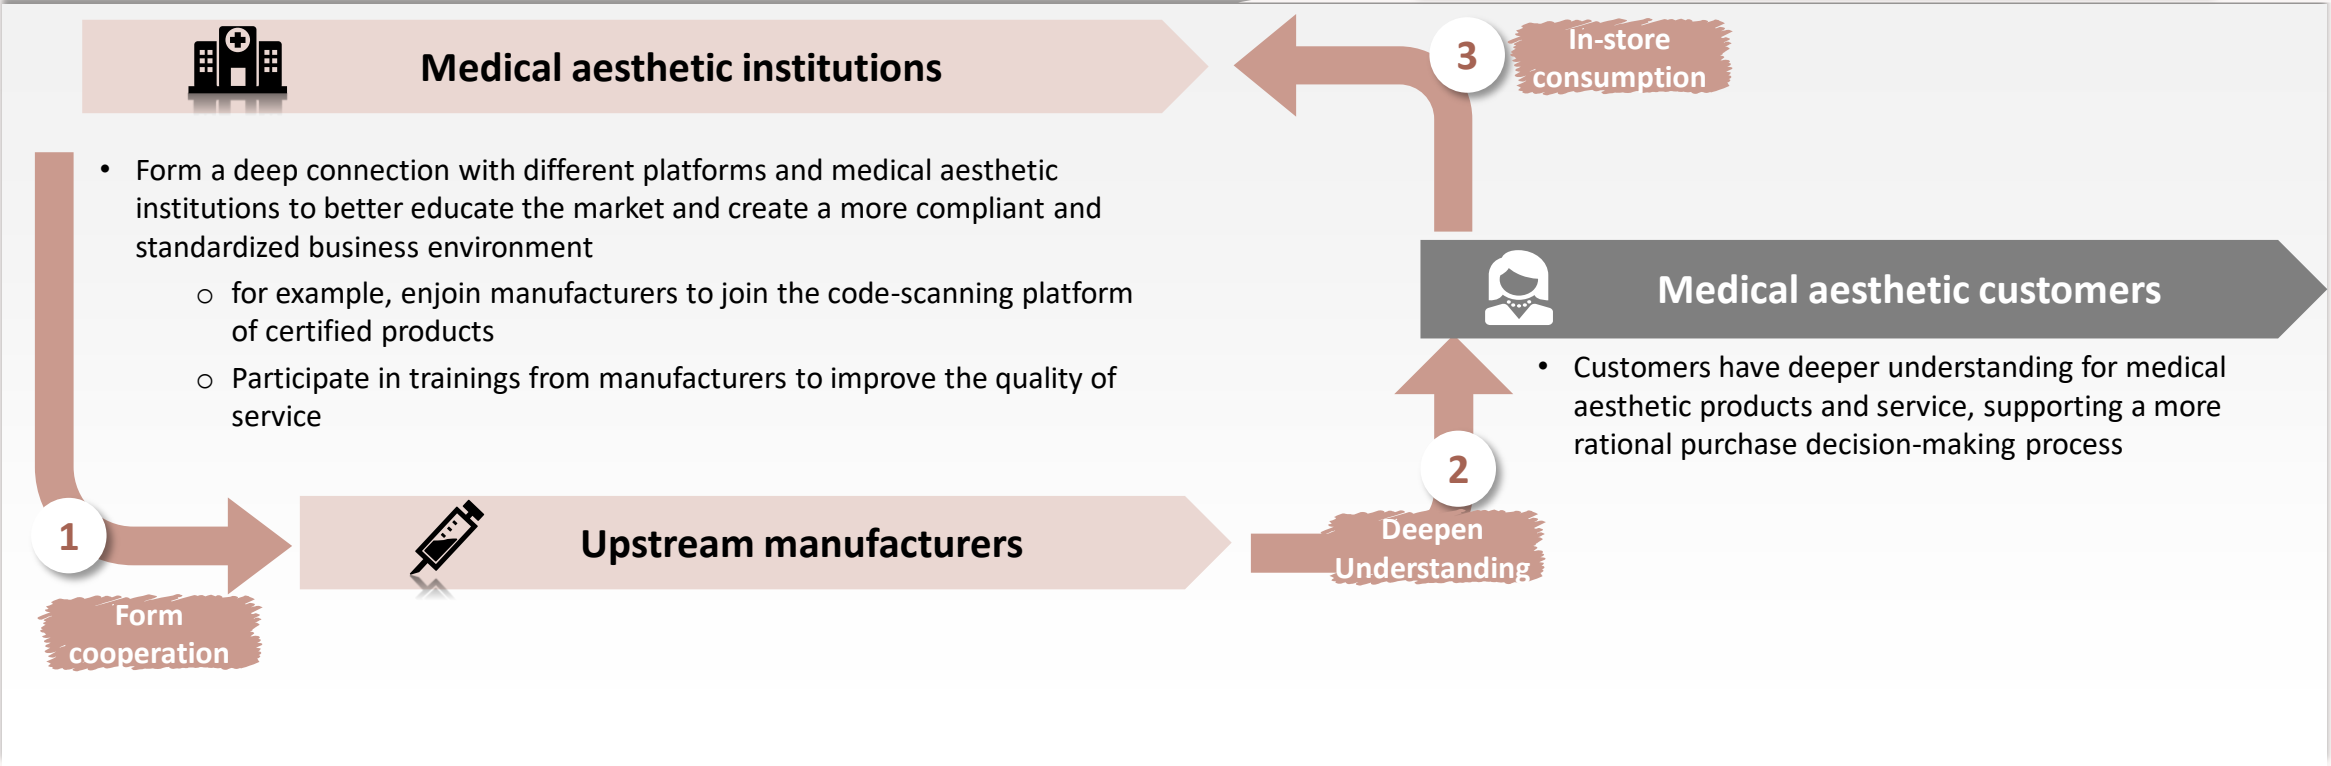 Medical aesthetic institutions
3
In-store
consumption
• Form a deep connection with different platforms and medical aesthetic
institutions to better educate the market and create a more compliant and
standardized business environment
o for example, enjoin manufacturers to join the code-scanning platform
of certified products
o Participate in trainings from manufacturers to improve the quality of
service
Medical aesthetic customers
• Customers have deeper understanding for medical
aesthetic products and service, supporting a more
rational purchase decision-making process
1
Form
cooperation
Upstream manufacturers
2
Deepen
Understanding